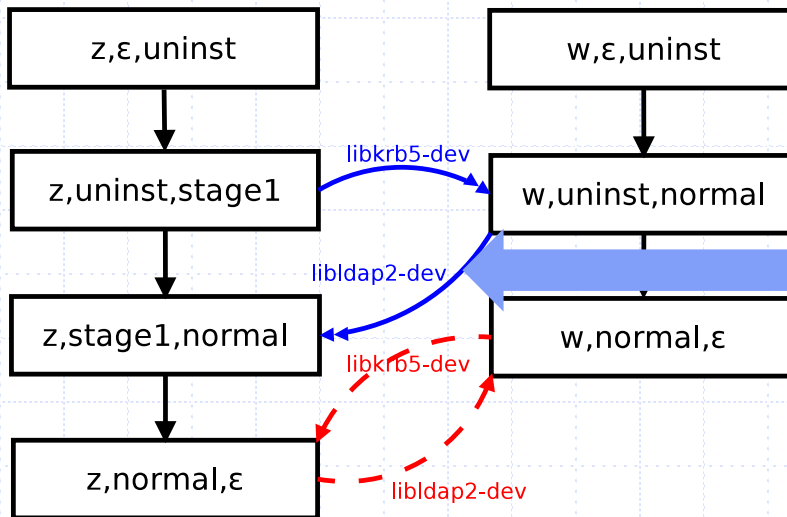 z,ε,uninst
w,ε,uninst
libkrb5-dev
z,uninst,stage1
w,uninst,normal
libldap2-dev
z,stage1,normal
w,normal,ε
libkrb5-dev
z,normal,ε
libldap2-dev